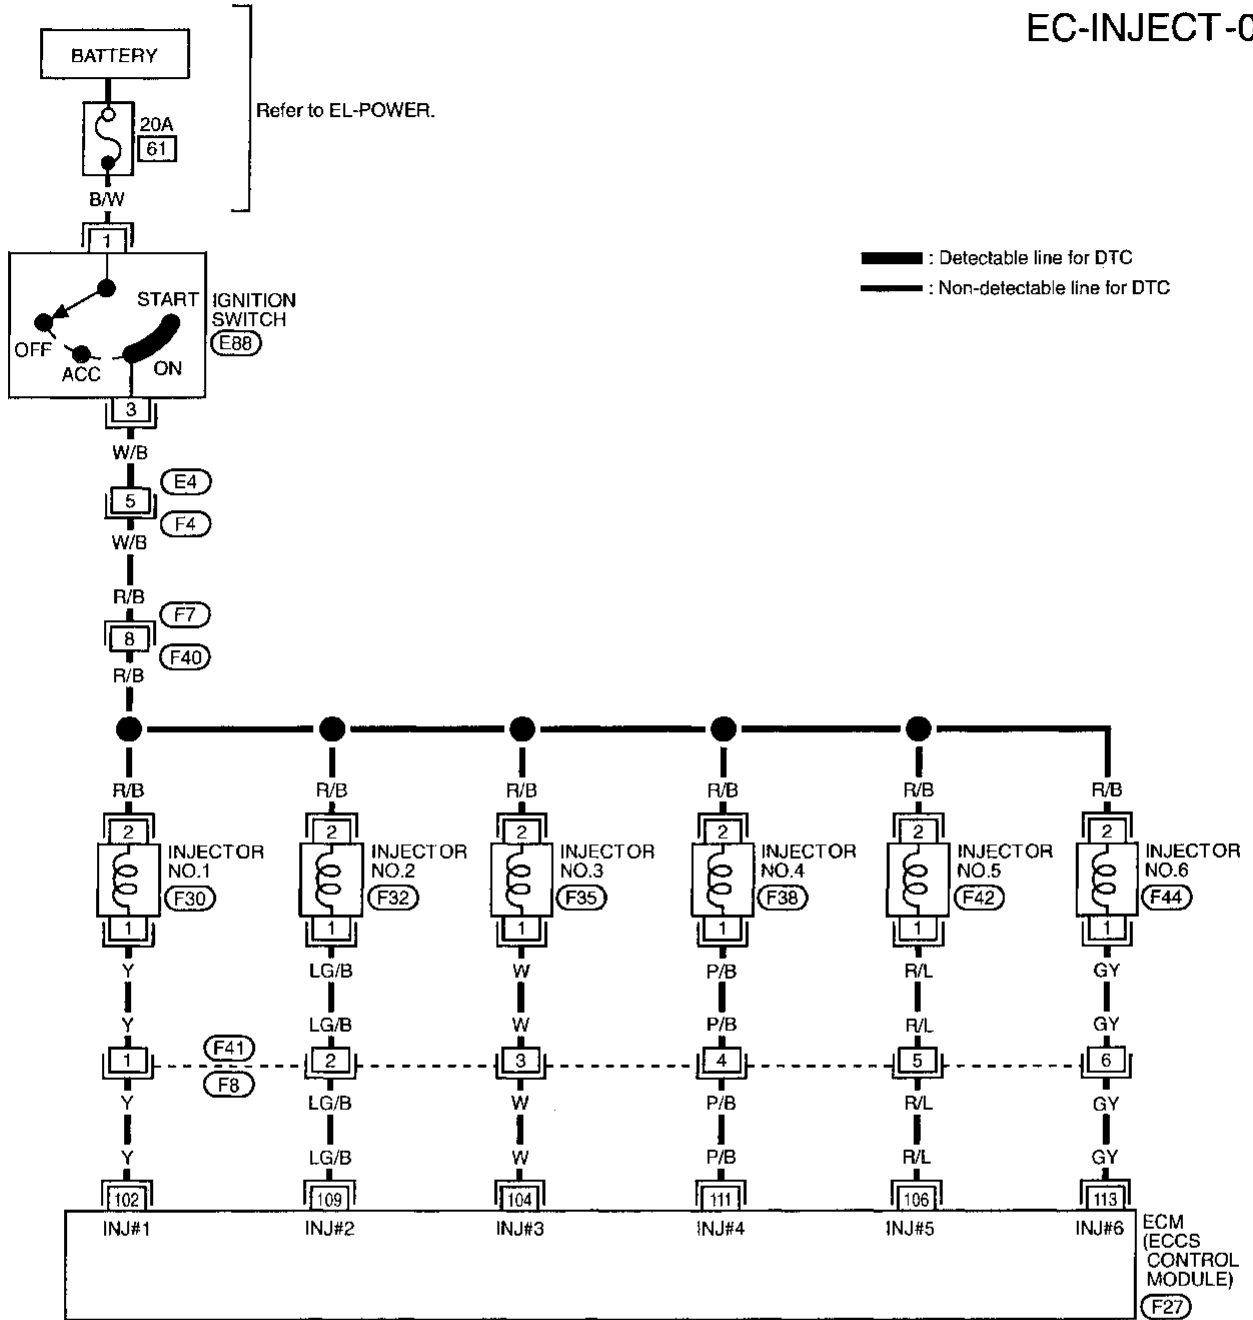 EC-INJECT-0
BATTERY
Refer to EL-POWER.
20A
61
B/W
1
: Detectable line for DTC
: Non-detectable line for DTC
START
IGNITION
SWITCH
E88
OFF
ACC
ON
3
W/B
E4
5
F4
W/B
R/B
F7
8
F40
R/B
R/B R/B R/B R/B R/B R/B
2 2 2 2 2 2
INJECTOR NO.1 F30
INJECTOR NO.2 F32
INJECTOR NO.3 F35
INJECTOR NO.4 F38
INJECTOR NO.5 F42
INJECTOR NO.6 F44
1 1 1 1 1 1
Y LG/B W P/B R/L GY
Y LG/B W P/B R/L GY
F41
1 2 3 4 5 6
F8
Y LG/B W P/B R/L GY
Y LG/B W P/B R/L GY
102 109 104 111 106 113
INJ#1 INJ#2 INJ#3 INJ#4 INJ#5 INJ#6
ECM
(ECCS
CONTROL
MODULE)
F27